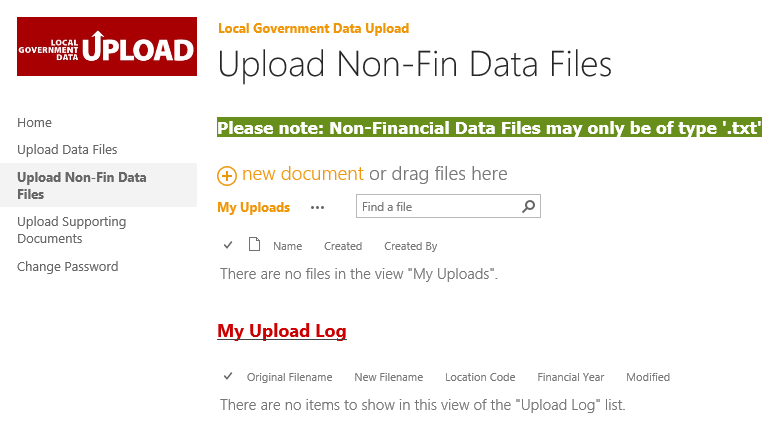 LOCAL
GOVERNMENT
DATA
UPLOAD
Local Government Data Upload
Upload Non-Fin Data Files
Home
Upload Data Files
Upload Non-Fin Data
Files
Upload Supporting
Documents
Change Password
Please note: Non-Financial Data Files may only be of type '.txt'
new document or drag files here
My Uploads ••• Find a file
Name Created Created By
There are no files in the view "My Uploads".
My Upload Log
Original Filename New Filename Location Code Financial Year Modified
There are no items to show in this view of the "Upload Log" list.